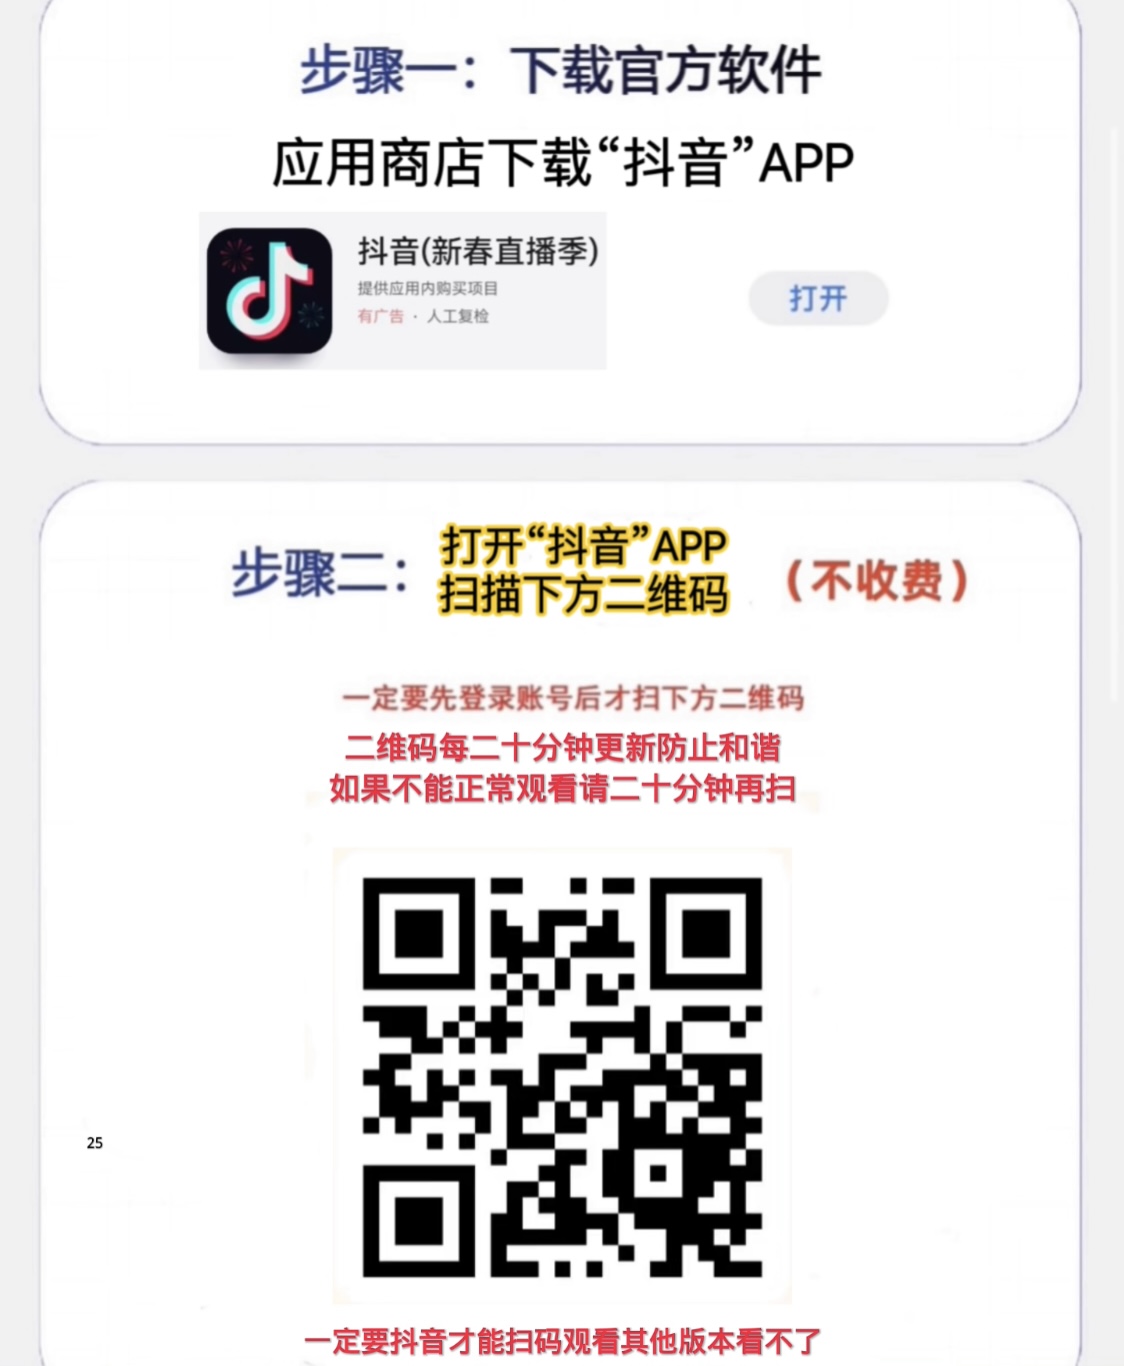 步骤一：下载官方软件
应用商店下载“抖音”APP
抖音(新春直播季)
提供应用内购买项目
有广告 · 人工复检
打开
步骤二：
打开“抖音”APP
扫描下方二维码
（不收费）
一定要先登录账号后才扫下方二维码
二维码每二十分钟更新防止和谐
如果不能正常观看请二十分钟再扫
25
一定要抖音才能扫码观看其他版本看不了